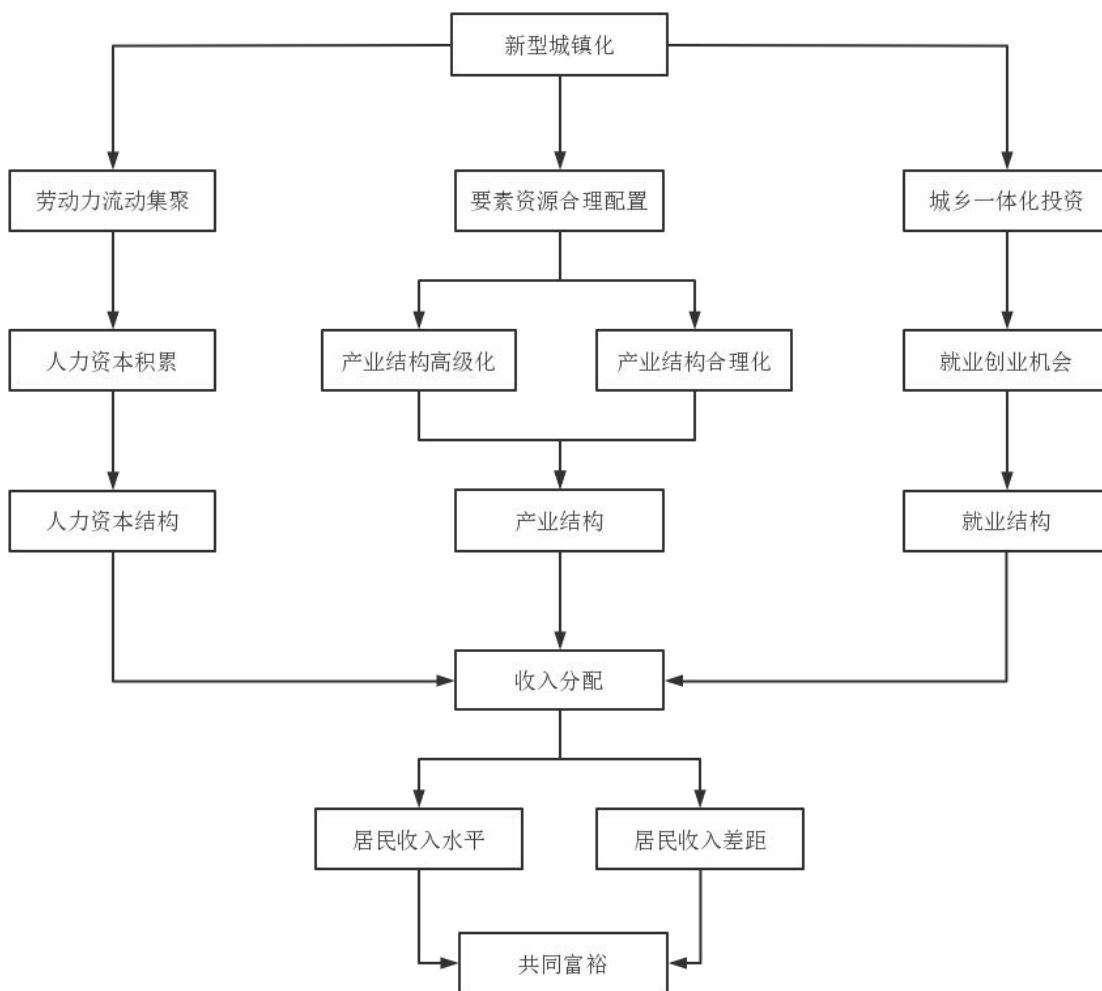 新型城镇化
劳动力流动集聚
要素资源合理配置
城乡一体化投资
人力资本积累
产业结构高级化
产业结构合理化
就业创业机会
人力资本结构
产业结构
就业结构
收入分配
居民收入水平
居民收入差距
共同富裕